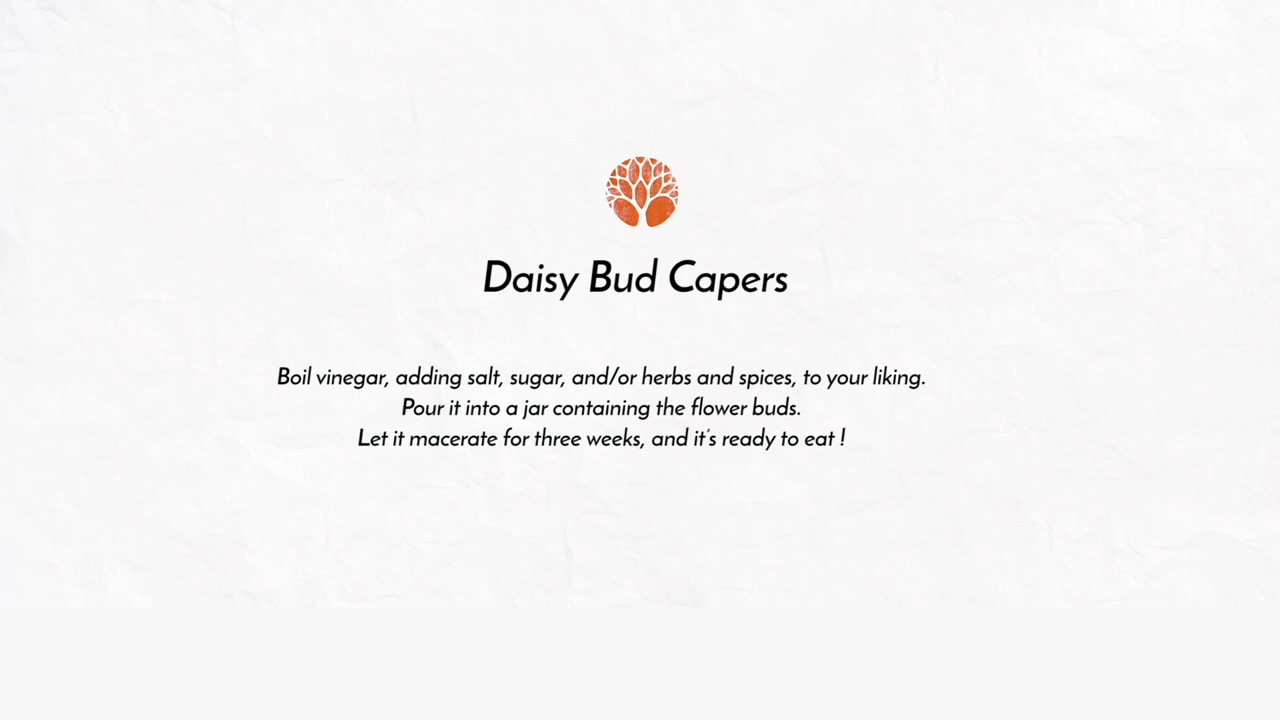 Daisy Bud Capers
Boil vinegar, adding salt, sugar, and/or herbs and spices, to your liking.
Pour it into a jar containing the flower buds.
Let it macerate for three weeks, and it's ready to eat !